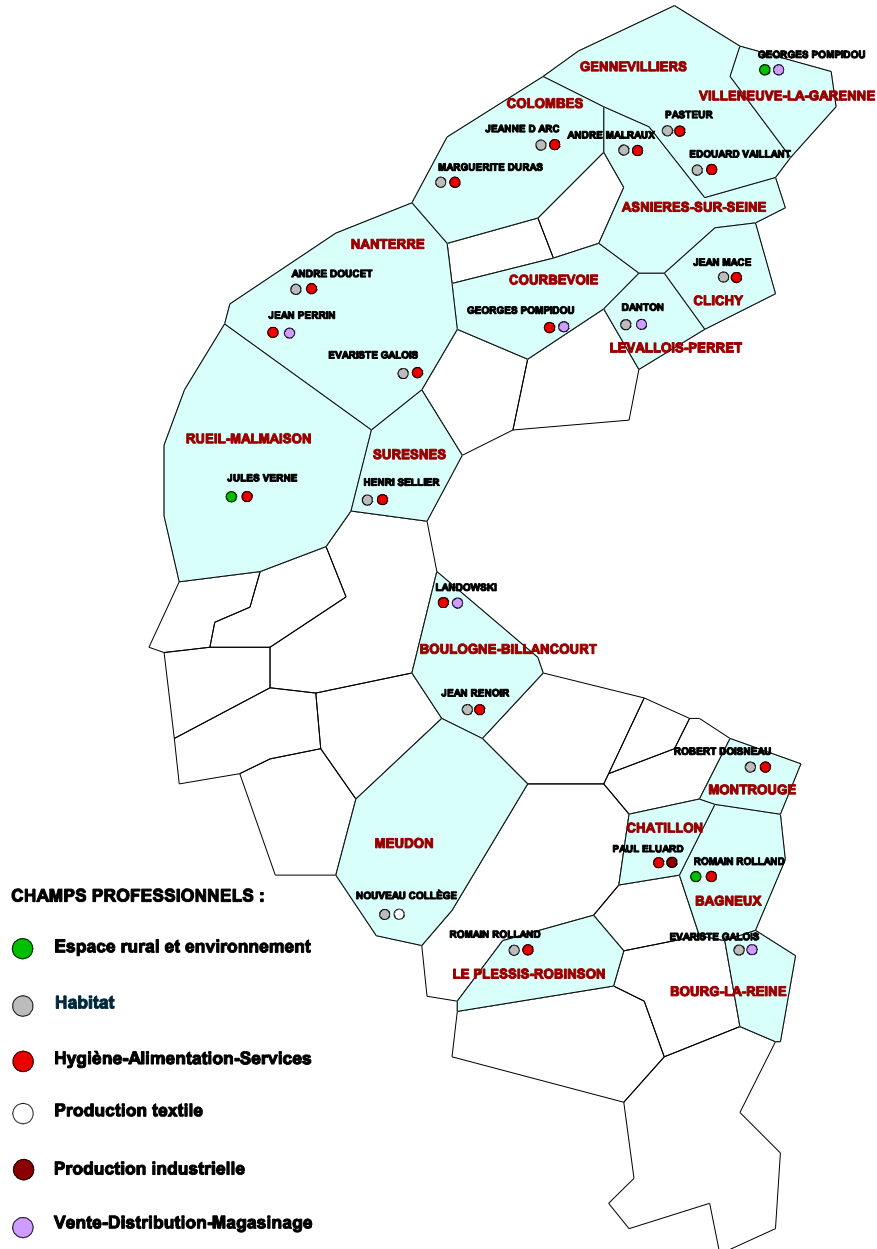 GEORGES POMPIDOU
GENNEVILLIERS
VILLENEUVE-LA-GARENNE
COLOMBES
PASTEUR
JEANNE D ARC
ANDRE MALRAUX
EDOUARD VAILLANT
MARGUERITE DURAS
ASNIERES-SUR-SEINE
NANTERRE
JEAN MACE
ANDRE DOUCET
COURBEVOIE
CLICHY
GEORGES POMPIDOU
DANTON
JEAN PERRIN
LEVALLOIS-PERRET
EVARISTE GALOIS
RUEIL-MALMAISON
SURESNES
JULES VERNE
HENRI SELLIER
LANDOWSKI
BOULOGNE-BILLANCOURT
JEAN RENOIR
ROBERT DOISNEAU
MONTROUGE
CHATILLON
MEUDON
PAUL ELUARD
ROMAIN ROLLAND
BAGNEUX
NOUVEAU COLLÈGE
ROMAIN ROLLAND
EVARISTE GALOIS
LE PLESSIS-ROBINSON
BOURG-LA-REINE
CHAMPS PROFESSIONNELS :
Espace rural et environnement
Habitat
Hygiène-Alimentation-Services
Production textile
Production industrielle
Vente-Distribution-Magasinage